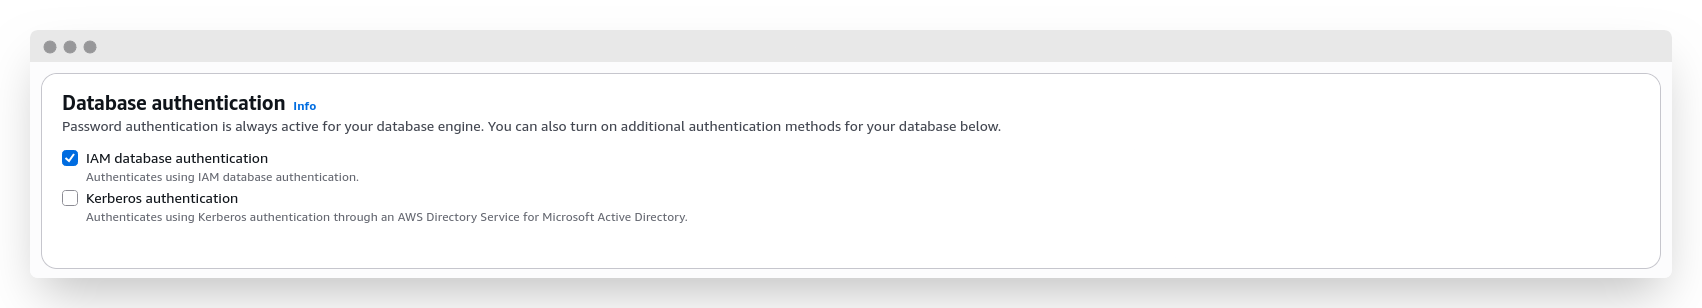 Database authentication Info
Password authentication is always active for your database engine. You can also turn on additional authentication methods for your database below.
IAM database authentication
Authenticates using IAM database authentication.
Kerberos authentication
Authenticates using Kerberos authentication through an AWS Directory Service for Microsoft Active Directory.